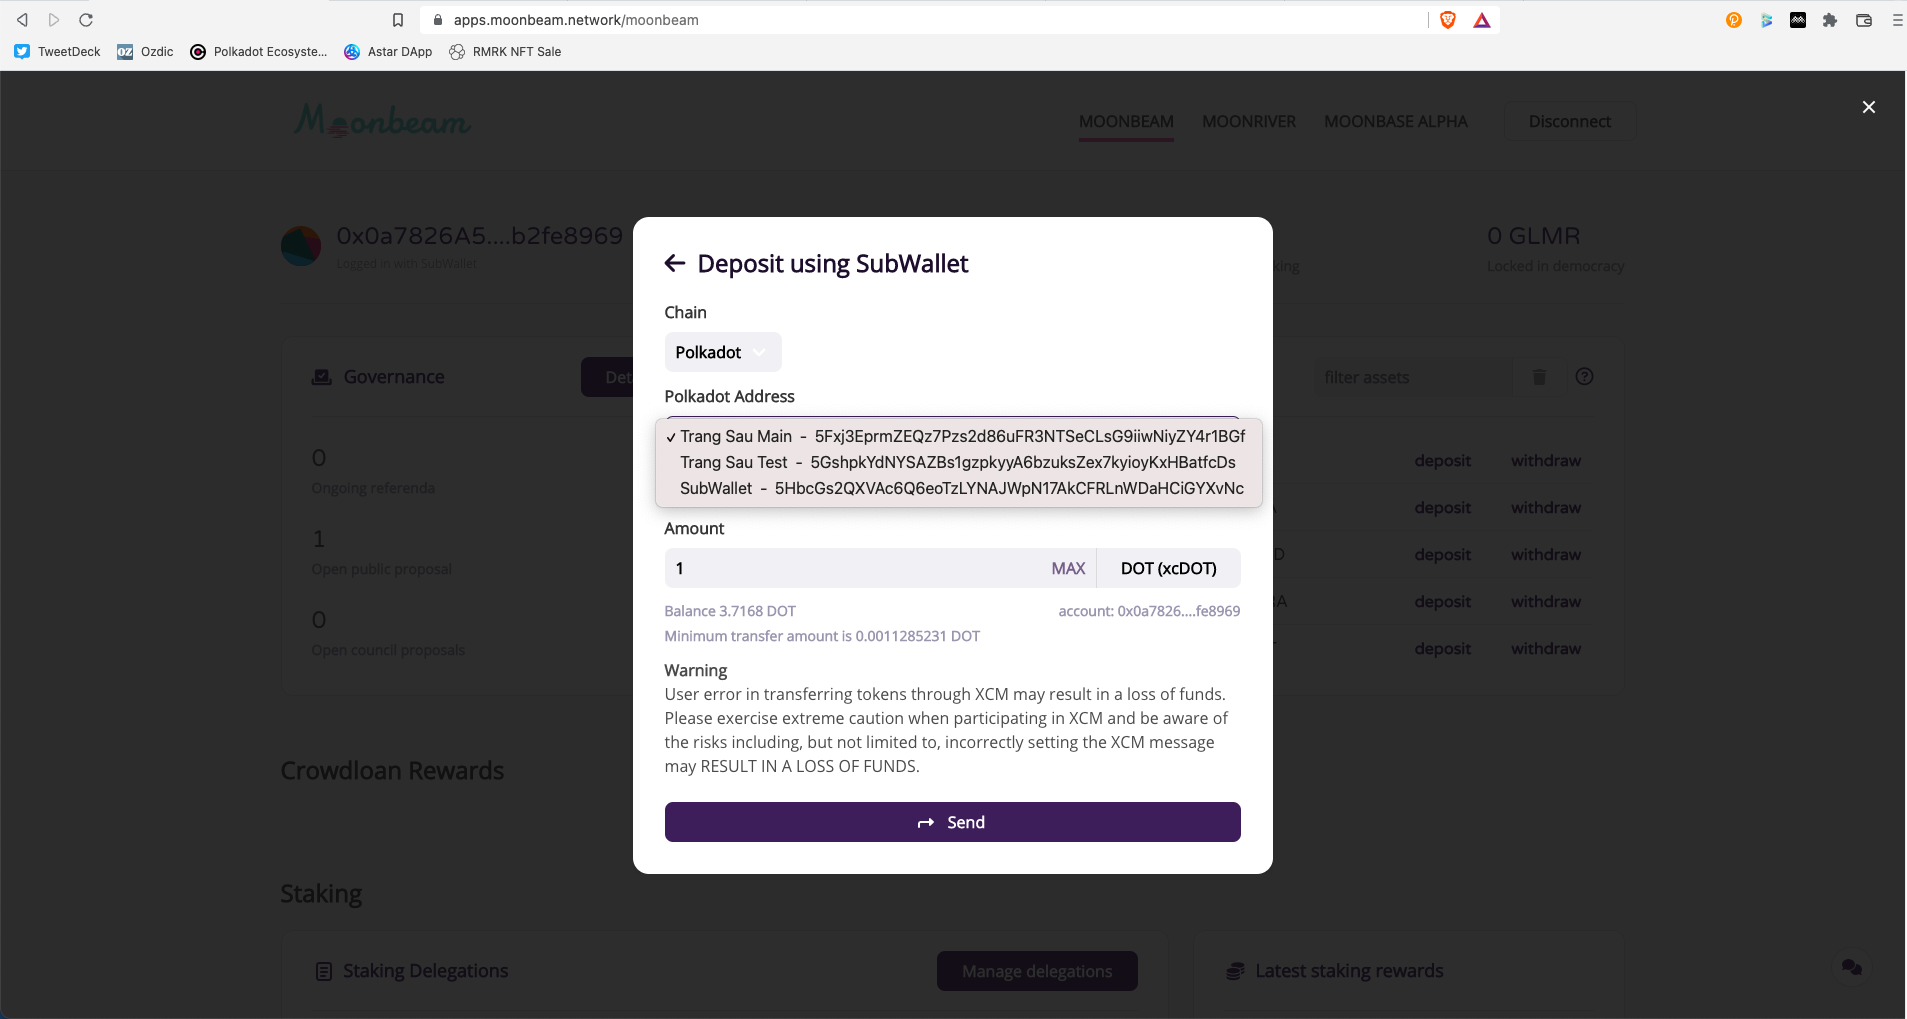 apps.moonbeam.network/moonbeam
TweetDeck
OZ Ozdic
Polkadot Ecosyste...
Astar DApp
RMRK NFT Sale
Moonbeam
MOONBEAM
MOONRIVER
MOONBASE ALPHA
Disconnect
0x0a7826A5....b2fe8969
Logged in with SubWallet
0 GLMR
Locked in democracy
Governance
filter assets
0
Ongoing referenda
1
Open public proposal
0
Open council proposals
Deposit using SubWallet
Chain
Polkadot
Polkadot Address
✓ Trang Sau Main - 5Fxj3EprmZEQz7Pzs2d86uFR3NTSeCLsG9iiwNiyZY4r1BGf
Trang Sau Test - 5GshpkYdNYSAZBs1gzpkyyA6bzuksZex7kyioyKxHBatfcDs
SubWallet - 5HbcGs2QXVAc6Q6eoTzLYNAJWpN17AkCFRLnWDaHCiGYXvNc
Amount
1 MAX DOT (xcDOT)
Balance 3.7168 DOT account: 0x0a7826....fe8969
Minimum transfer amount is 0.0011285231 DOT
Warning
User error in transferring tokens through XCM may result in a loss of funds.
Please exercise extreme caution when participating in XCM and be aware of
the risks including, but not limited to, incorrectly setting the XCM message
may RESULT IN A LOSS OF FUNDS.
Send
deposit withdraw
deposit withdraw
deposit withdraw
deposit withdraw
deposit withdraw
Crowdloan Rewards
Staking
Staking Delegations
Manage delegations
Latest staking rewards